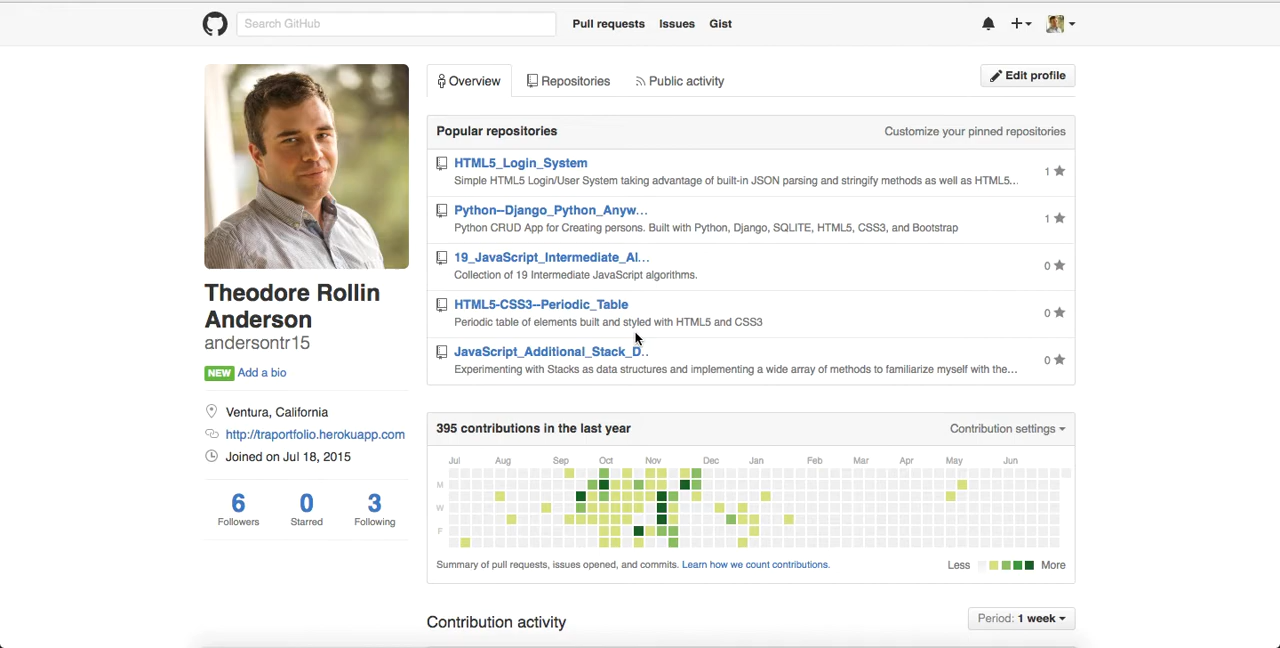 Search GitHub
Pull requests Issues Gist
Overview Repositories Public activity
Edit profile
Popular repositories Customize your pinned repositories
HTML5_Login_System
Simple HTML5 Login/User System taking advantage of built-in JSON parsing and stringify methods as well as HTML5...
1
Python--Django_Python_Anyw...
Python CRUD App for Creating persons. Built with Python, Django, SQLITE, HTML5, CSS3, and Bootstrap
1
19_JavaScript_Intermediate_Al...
Collection of 19 Intermediate JavaScript algorithms.
0
HTML5-CSS3--Periodic_Table
Periodic table of elements built and styled with HTML5 and CSS3
0
JavaScript_Additional_Stack_D..
Experimenting with Stacks as data structures and implementing a wide array of methods to familiarize myself with the...
0
Theodore Rollin
Anderson
andersontr15
NEW Add a bio
Ventura, California
http://traportfolio.herokuapp.com
Joined on Jul 18, 2015
6 0 3
Followers Starred Following
395 contributions in the last year Contribution settings
Jul Aug Sep Oct Nov Dec Jan Feb Mar Apr May Jun
M
W
F
Summary of pull requests, issues opened, and commits. Learn how we count contributions. Less More
Contribution activity Period: 1 week